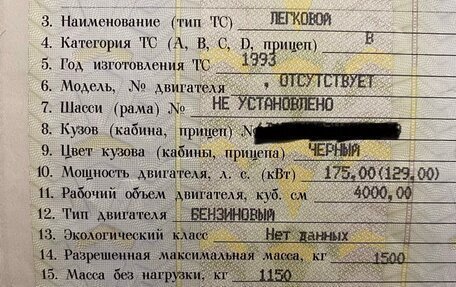 3. Наименование (тип ТС) ЛЕГКОВОЙ
4. Категория ТС (A, B, C, D, прицеп) B
5. Год изготовления ТС 1993
6. Модель, № двигателя , ОТСУТСТВУЕТ
7. Шасси (рама) № НЕ УСТАНОВЛЕНО
8. Кузов (кабина, прицеп) №
9. Цвет кузова (кабины, прицепа) ЧЕРНЫЙ
10. Мощность двигателя, л. с. (кВт) 175,00(129,00)
11. Рабочий объем двигателя, куб. см 4000,00
12. Тип двигателя БЕНЗИНОВЫЙ
13. Экологический класс Нет данных
14. Разрешенная максимальная масса, кг 1500
15. Масса без нагрузки, кг 1150